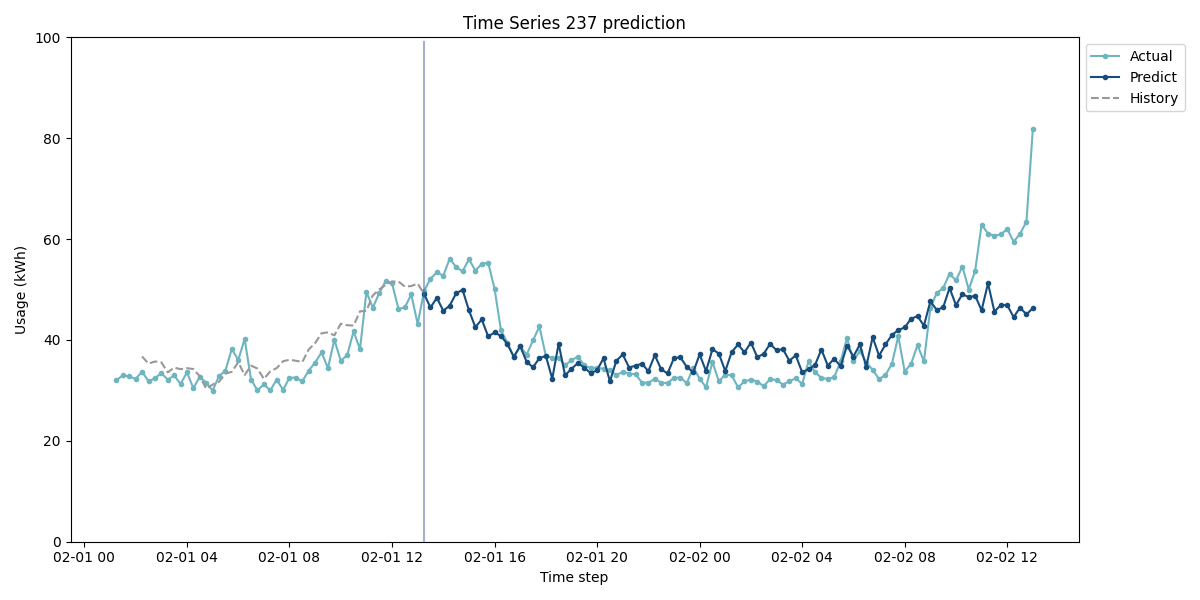 Time Series 237 prediction
Usage (kWh)
100
80
60
40
20
0
02-01 00
02-01 04
02-01 08
02-01 12
02-01 16
02-01 20
02-02 00
02-02 04
02-02 08
02-02 12
Time step
Actual
Predict
History